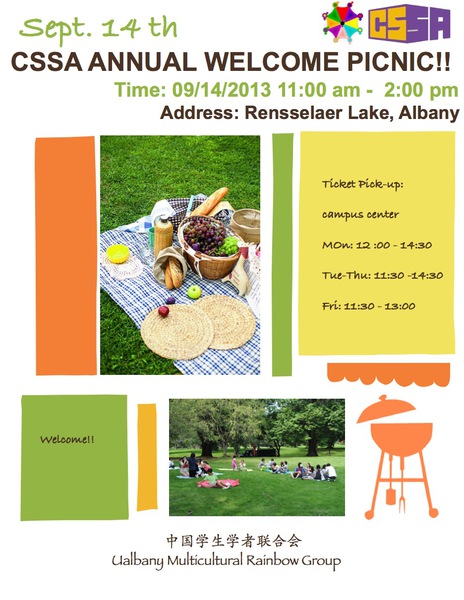 Sept. 14 th
CSSA
CSSA ANNUAL WELCOME PICNIC!!
Time: 09/14/2013 11:00 am - 2:00 pm
Address: Rensselaer Lake, Albany
Ticket Pick-up:
campus center
MOn: 12 :00 - 14:30
Tue-Thu: 11:30 -14:30
Fri: 11:30 - 13:00
Welcome!!
中国学生学者联合会
Ualbany Multicultural Rainbow Group